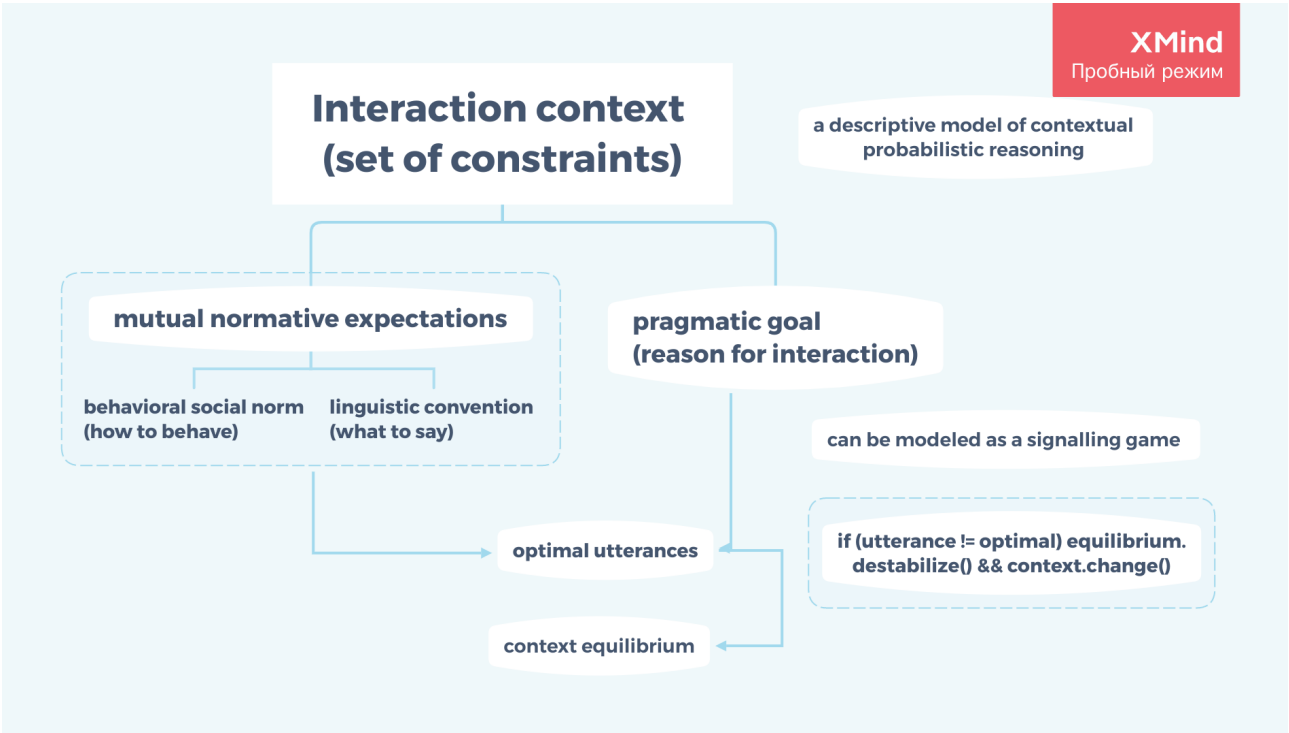 XMind
Пробный режим
Interaction context
(set of constraints)
a descriptive model of contextual
probabilistic reasoning
mutual normative expectations
pragmatic goal
(reason for interaction)
behavioral social norm
(how to behave)
linguistic convention
(what to say)
can be modeled as a signalling game
optimal utterances
if (utterance != optimal) equilibrium.
destabilize() && context.change()
context equilibrium